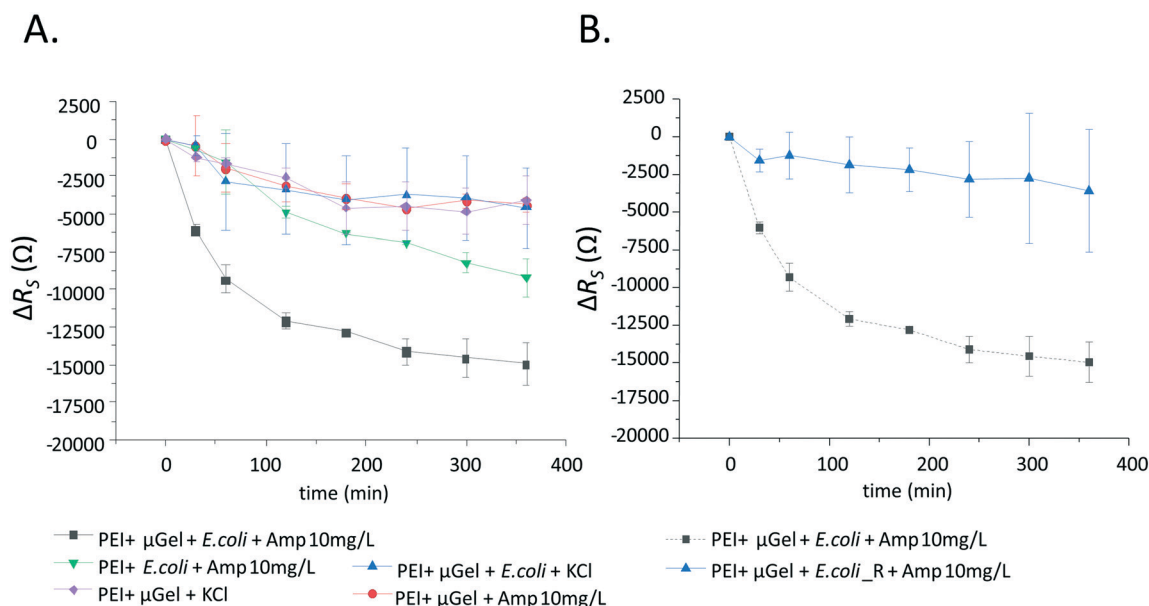 A.
2500
0
-2500
-5000
-7500
-10000
-12500
-15000
-17500
-20000
ΔRS (Ω)
0 100 200 300 400
time (min)
PEI+ μGel + E.coli + Amp 10mg/L
PEI+ E.coli + Amp 10mg/L
PEI+ μGel + KCl
PEI+ μGel + E.coli + KCl
PEI+ μGel + Amp 10mg/L
B.
2500
0
-2500
-5000
-7500
-10000
-12500
-15000
-17500
-20000
ΔRS (Ω)
0 100 200 300 400
time (min)
PEI+ μGel + E.coli + Amp 10mg/L
PEI+ μGel + E.coli_R + Amp 10mg/L